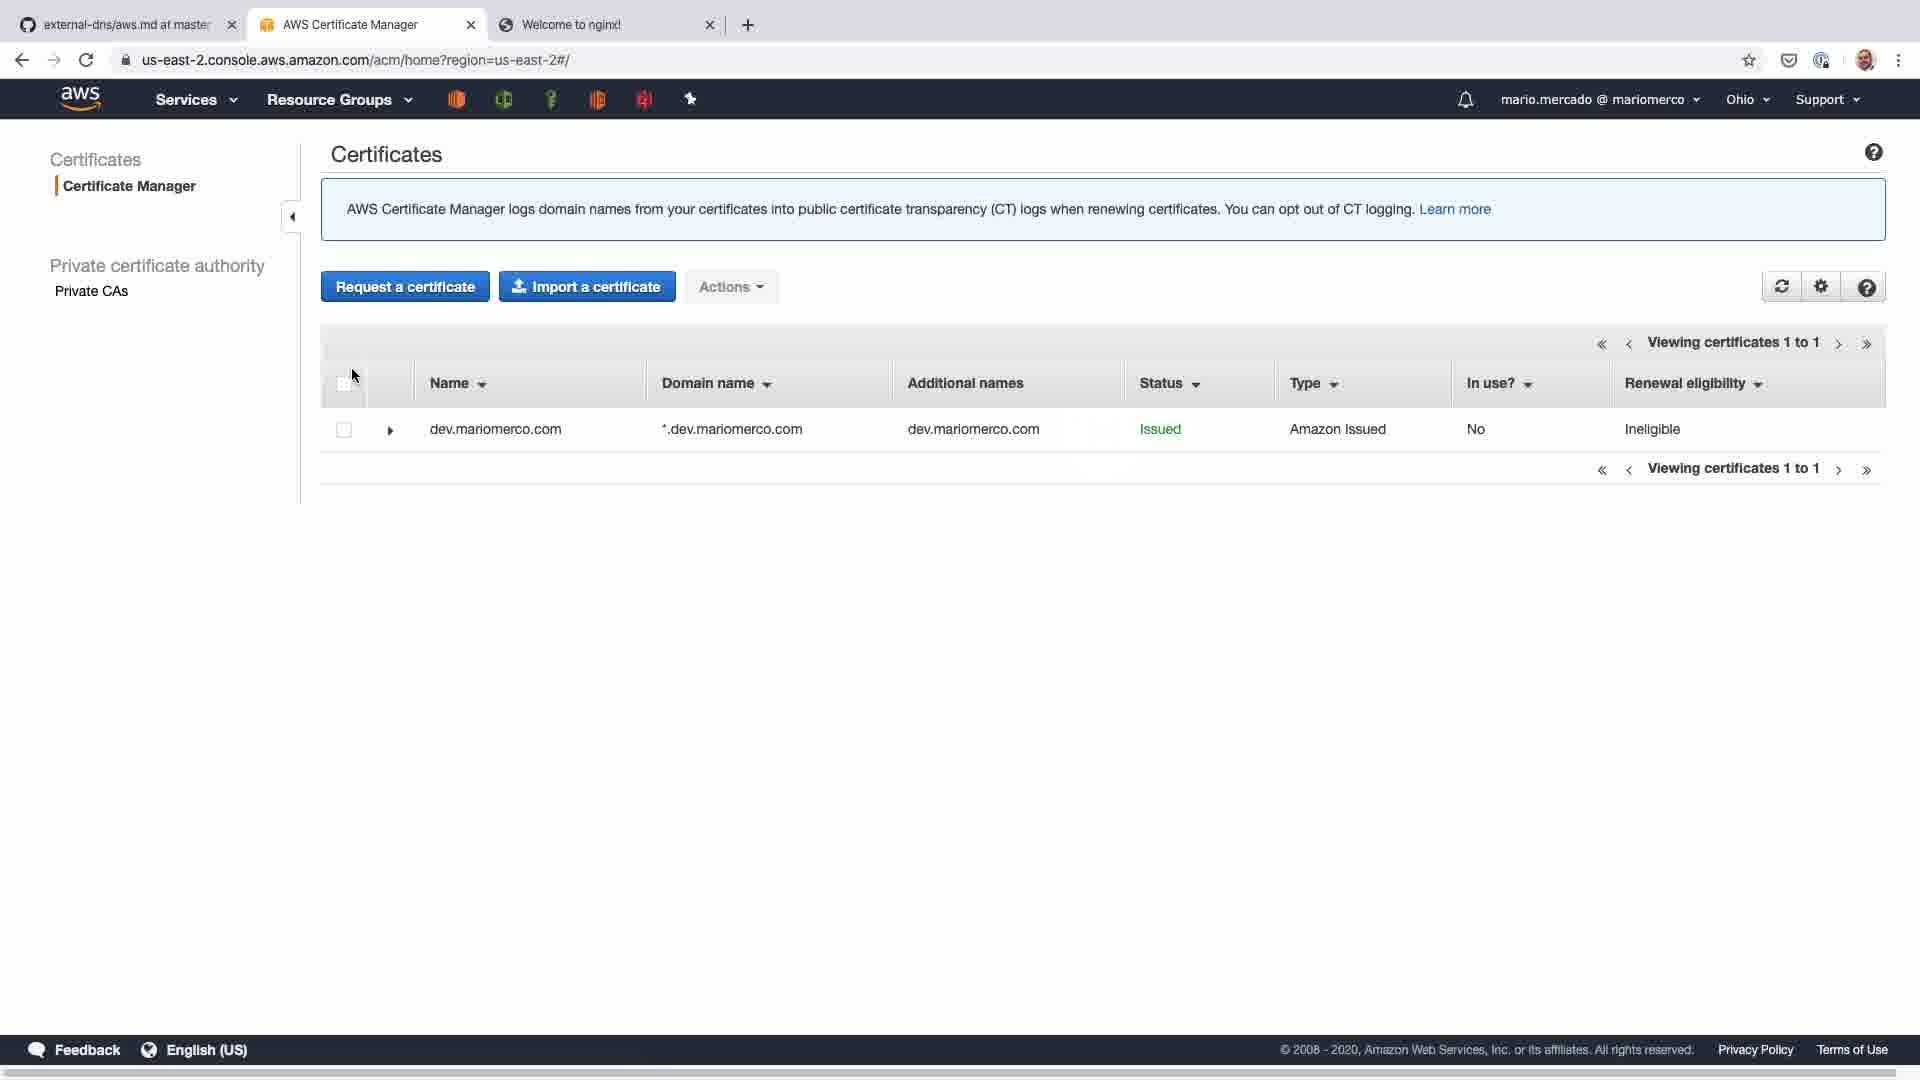 external-dns/aws.md at master
AWS Certificate Manager
Welcome to nginx!
us-east-2.console.aws.amazon.com/acm/home?region=us-east-2#/
aws
Services
Resource Groups
mario.mercado @ mariomerco
Ohio
Support
Certificates
Certificate Manager
Private certificate authority
Private CAs
Certificates
AWS Certificate Manager logs domain names from your certificates into public certificate transparency (CT) logs when renewing certificates. You can opt out of CT logging. Learn more
Request a certificate
Import a certificate
Actions
Viewing certificates 1 to 1
Name
Domain name
Additional names
Status
Type
In use?
Renewal eligibility
dev.mariomerco.com
*.dev.mariomerco.com
dev.mariomerco.com
Issued
Amazon Issued
No
Ineligible
Viewing certificates 1 to 1
Feedback
English (US)
© 2008 - 2020, Amazon Web Services, Inc. or its affiliates. All rights reserved.
Privacy Policy
Terms of Use